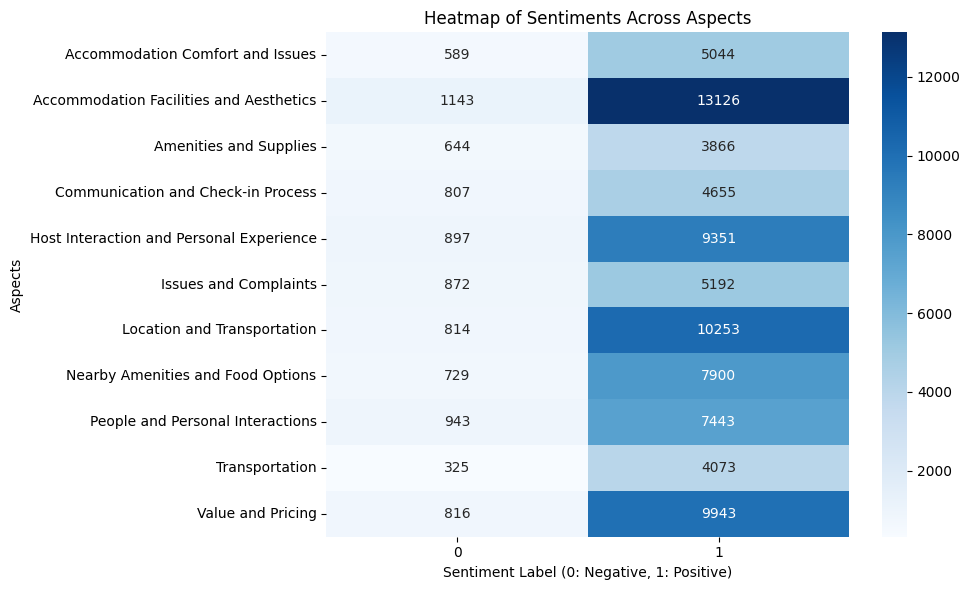 Heatmap of Sentiments Across Aspects
Accommodation Comfort and Issues 589 5044
Accommodation Facilities and Aesthetics 1143 13126
Amenities and Supplies 644 3866
Communication and Check-in Process 807 4655
Host Interaction and Personal Experience 897 9351
Issues and Complaints 872 5192
Location and Transportation 814 10253
Nearby Amenities and Food Options 729 7900
People and Personal Interactions 943 7443
Transportation 325 4073
Value and Pricing 816 9943
Aspects
0 1
Sentiment Label (0: Negative, 1: Positive)
12000
10000
8000
6000
4000
2000